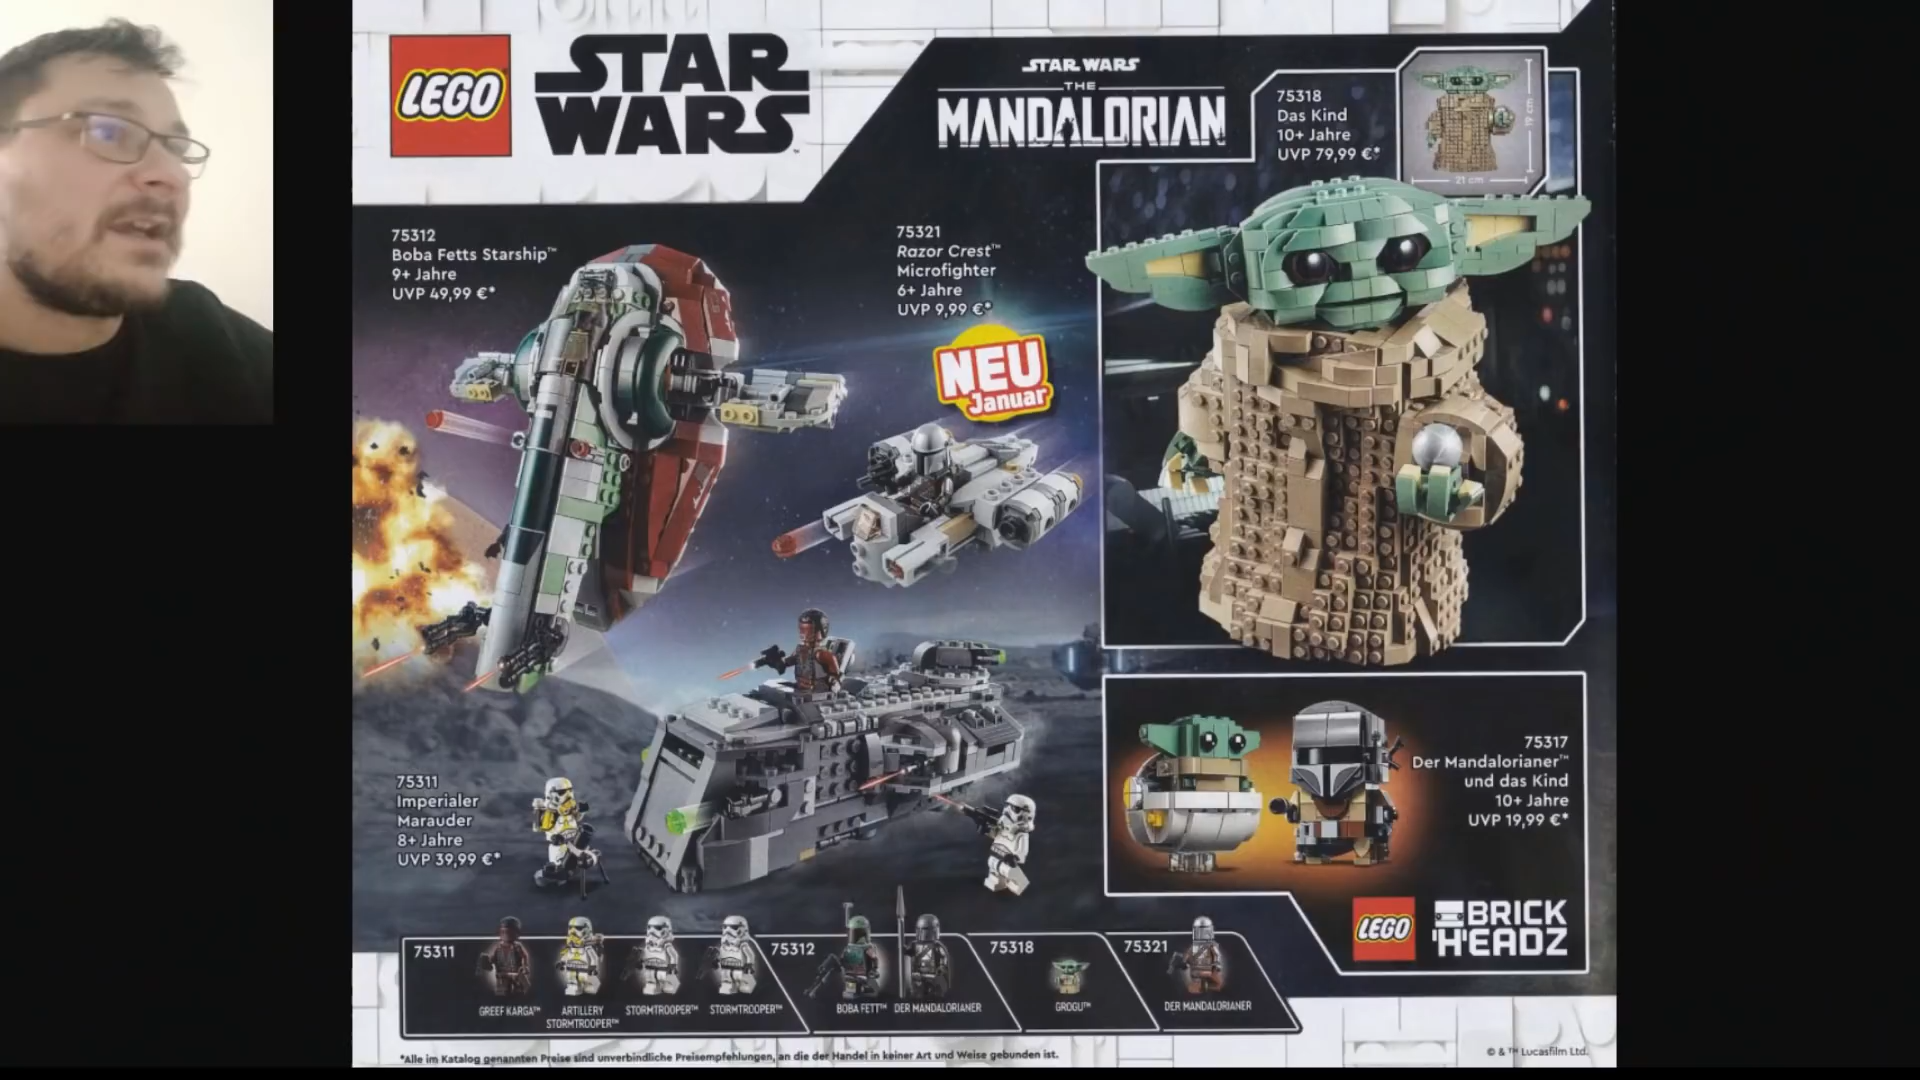 LEGO
STAR
WARS™
STAR WARS
THE
MANDALORIAN
75318
Das Kind
10+ Jahre
UVP 79,99 €*
19 cm
21 cm
75312
Boba Fetts Starship™
9+ Jahre
UVP 49,99 €*
75321
Razor Crest™
Microfighter
6+ Jahre
UVP 9,99 €*
NEU
Januar
75311
Imperialer
Marauder
8+ Jahre
UVP 39,99 €*
75317
Der Mandalorianer™
und das Kind
10+ Jahre
UVP 19,99 €*
LEGO
BRICK
HEADZ
75311
GREEF KARGA™
ARTILLERY
STORMTROOPER™
STORMTROOPER™
STORMTROOPER™
75312
BOBA FETT™
DER MANDALORIANER
75318
GROGU™
75321
DER MANDALORIANER
*Alle im Katalog genannten Preise sind unverbindliche Preisempfehlungen, an die der Handel in keiner Art und Weise gebunden ist.
© & ™ Lucasfilm Ltd.